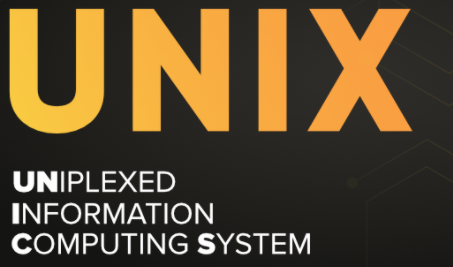 UNIX
UNIPLEXED
INFORMATION
COMPUTING SYSTEM